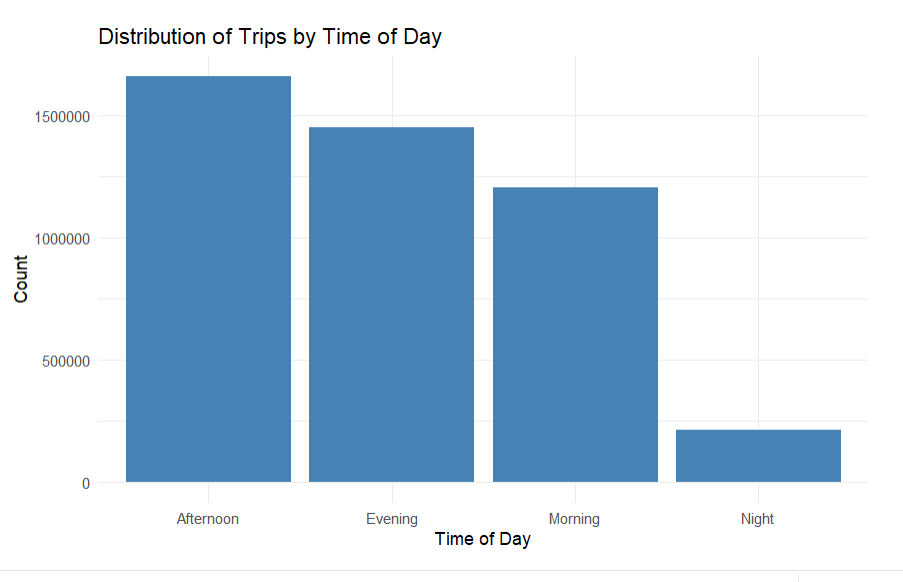 Distribution of Trips by Time of Day
1500000
1000000
500000
0
Count
Afternoon Evening Morning Night
Time of Day